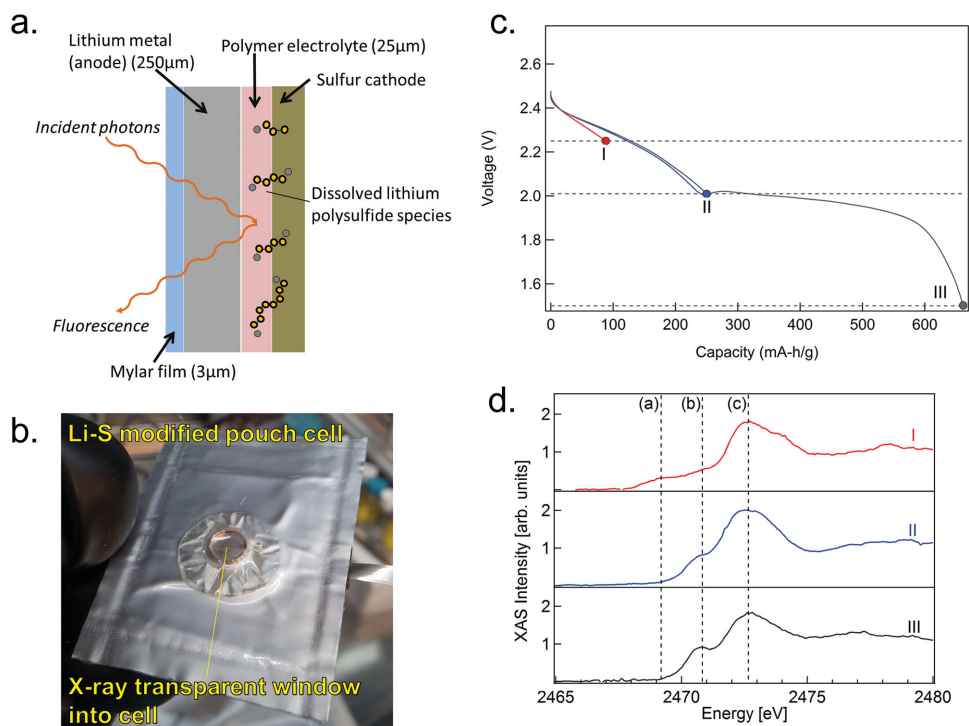 a.
Lithium metal
(anode) (250μm)
Polymer electrolyte (25μm)
Sulfur cathode
Incident photons
Dissolved lithium
polysulfide species
Fluorescence
Mylar film (3μm)
b.
Li-S modified pouch cell
X-ray transparent window
into cell
c.
Voltage (V)
2.6
2.4
2.2
2.0
1.8
1.6
I
II
III
0 100 200 300 400 500 600
Capacity (mA-h/g)
d.
(a) (b) (c)
XAS Intensity [arb. units]
2
1
I
2
1
II
2
1
III
2465 2470 2475 2480
Energy [eV]